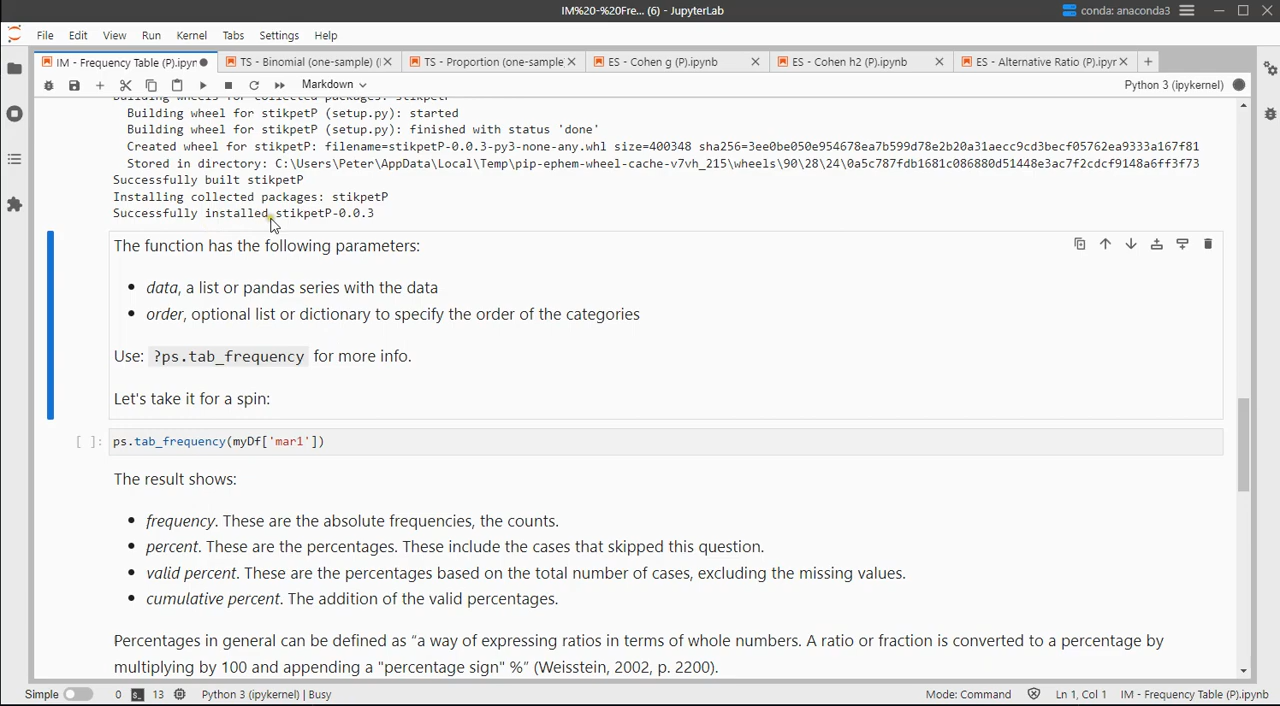 IM%20-%20Fre... (6) - JupyterLab
conda: anaconda3
File Edit View Run Kernel Tabs Settings Help
IM - Frequency Table (P).ipyn TS - Binomial (one-sample) (I TS - Proportion (one-sample ES - Cohen g (P).ipynb ES - Cohen h2 (P).ipynb ES - Alternative Ratio (P).ipyr
Markdown Python 3 (ipykernel)
Building wheels for collected packages: stikpetP
Building wheel for stikpetP (setup.py): started
Building wheel for stikpetP (setup.py): finished with status 'done'
Created wheel for stikpetP: filename=stikpetP-0.0.3-py3-none-any.whl size=400348 sha256=3ee0be050e954678ea7b599d78e2b20a31aecc9cd3becf05762ea9333a167f81
Stored in directory: C:\Users\Peter\AppData\Local\Temp\pip-ephem-wheel-cache-v7vh_215\wheels\90\28\24\0a5c797fdb1681c086880d51448e3ac7f2cdcf9148a6ff3f73
Successfully built stikpetP
Installing collected packages: stikpetP
Successfully installed stikpetP-0.0.3
The function has the following parameters:
• data, a list or pandas series with the data
• order, optional list or dictionary to specify the order of the categories
Use: ?ps.tab_frequency for more info.
Let's take it for a spin:
[ ]: ps.tab_frequency(myDf['mar1'])
The result shows:
• frequency. These are the absolute frequencies, the counts.
• percent. These are the percentages. These include the cases that skipped this question.
• valid percent. These are the percentages based on the total number of cases, excluding the missing values.
• cumulative percent. The addition of the valid percentages.
Percentages in general can be defined as “a way of expressing ratios in terms of whole numbers. A ratio or fraction is converted to a percentage by
multiplying by 100 and appending a "percentage sign" %” (Weisstein, 2002, p. 2200).
Simple 0 13 Python 3 (ipykernel) | Busy Mode: Command Ln 1, Col 1 IM - Frequency Table (P).ipynb